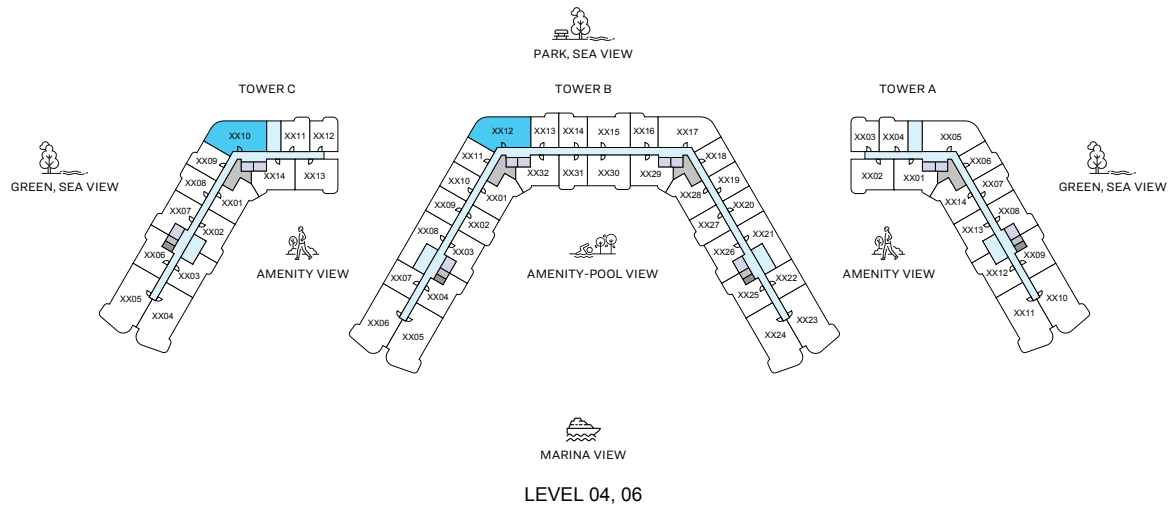 PARK, SEA VIEW
TOWER C
TOWER B
TOWER A
XX10
XX11
XX12
XX09
XX14
XX13
XX08
XX01
XX07
XX02
XX06
XX03
XX05
XX04
XX12
XX13
XX14
XX15
XX16
XX17
XX11
XX32
XX31
XX30
XX29
XX18
XX10
XX01
XX28
XX19
XX09
XX02
XX27
XX20
XX08
XX03
XX26
XX21
XX07
XX04
XX25
XX22
XX06
XX05
XX24
XX23
XX03
XX04
XX05
XX02
XX01
XX06
XX14
XX07
XX13
XX08
XX12
XX09
XX11
XX10
GREEN, SEA VIEW
GREEN, SEA VIEW
AMENITY VIEW
AMENITY-POOL VIEW
AMENITY VIEW
MARINA VIEW
LEVEL 04, 06